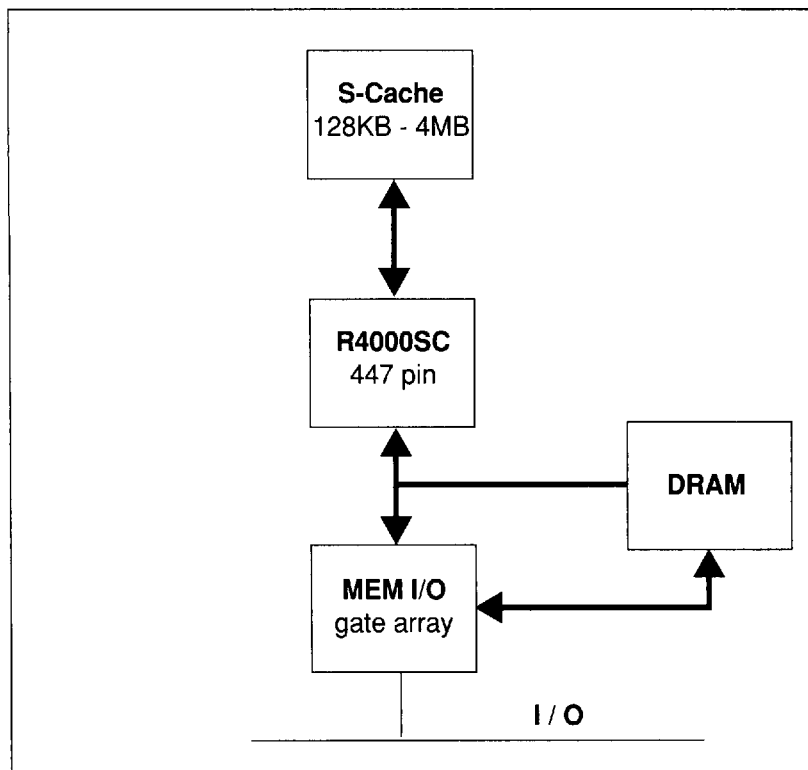 S-Cache
128KB - 4MB
R4000SC
447 pin
DRAM
MEM I/O
gate array
I / O